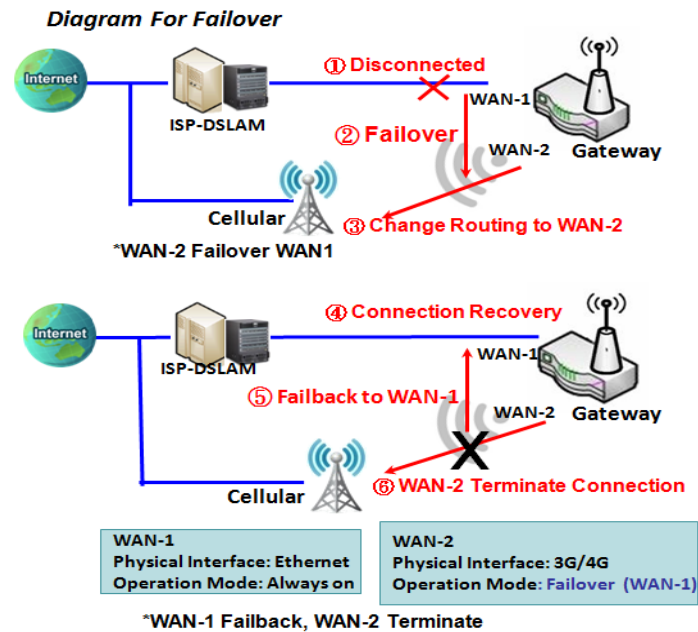 Diagram For Failover
Internet
① Disconnected
ISP-DSLAM
WAN-1
② Failover
WAN-2
Gateway
Cellular
③ Change Routing to WAN-2
*WAN-2 Failover WAN1
④ Connection Recovery
Internet
ISP-DSLAM
WAN-1
⑤ Failback to WAN-1
WAN-2
Gateway
Cellular
⑥ WAN-2 Terminate Connection
WAN-1
Physical Interface: Ethernet
Operation Mode: Always on
WAN-2
Physical Interface: 3G/4G
Operation Mode: Failover (WAN-1)
*WAN-1 Failback, WAN-2 Terminate